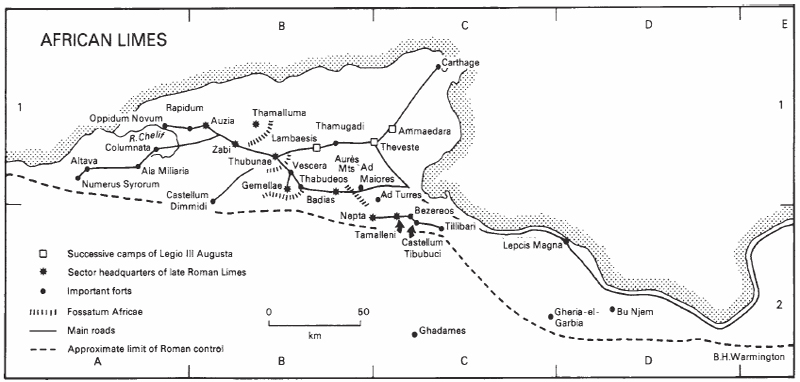 B
C
D
E
AFRICAN LIMES
Carthage
1
1
Rapidum
Oppidum Novum
Auzia
Thamalluma
R. Chelif
Columnata
Lambaesis
Thamugadi
Ammaedara
Zabi
Theveste
Altava
Thubunae
Vescera
Aurès
Mts
Ad
Maiores
Aia Miliaria
Thabudeos
Numerus Syrorum
Gemellae
Castellum
Dimmidi
Badias
Ad Turres
Nepta
Bezereos
Tamalleni
Tillibari
Castellum
Tibubuci
Lepcis Magna
Successive camps of Legio III Augusta
Sector headquarters of late Roman Limes
Important forts
Fossatum Africae
Main roads
Approximate limit of Roman control
0
50
km
Ghadames
Gheria-el-
Garbia
Bu Njem
2
B.H.Warmington
A
B
C
D